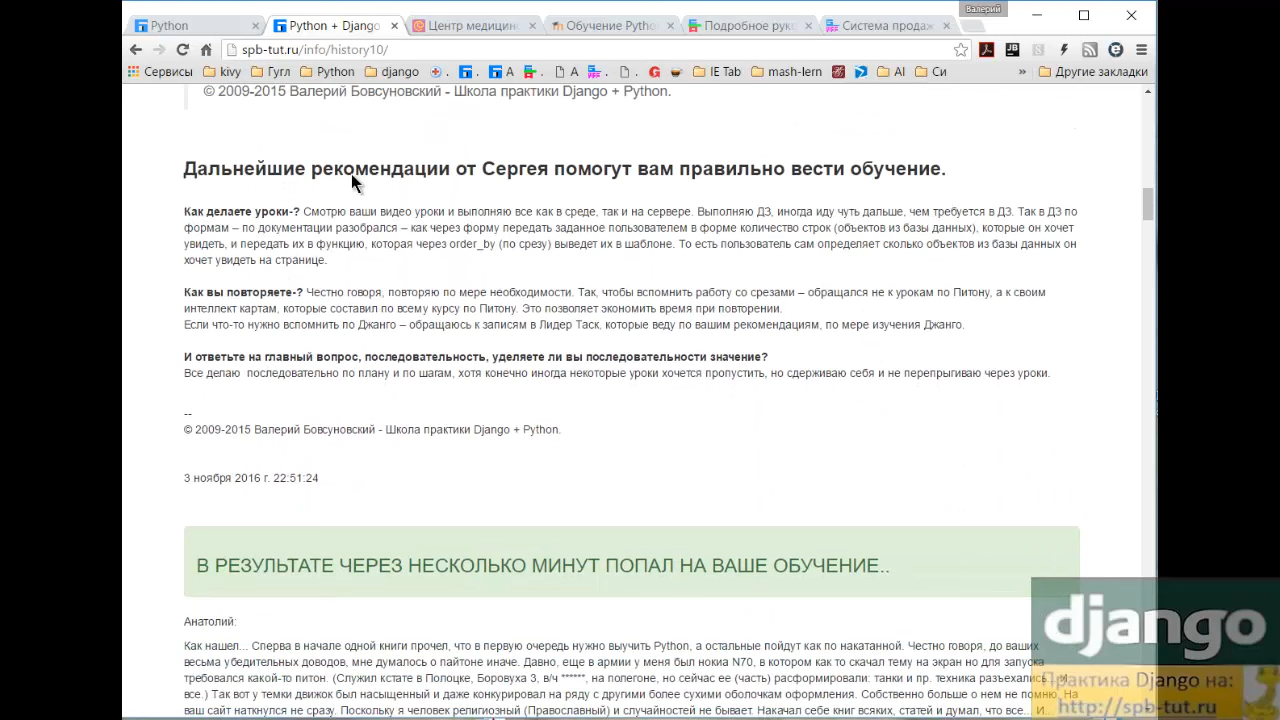 Валерий
Python
Python + Django
Центр медицин
Обучение Pytho
Подробное рук
Система продаж
spb-tut.ru/info/history10/
Сервисы kivy Гугл Python django . . А . А . . IE Tab mash-lern AI Си » Другие закладки
© 2009-2015 Валерий Бовсуновский - Школа практики Django + Python.
Дальнейшие рекомендации от Сергея помогут вам правильно вести обучение.
Как делаете уроки-? Смотрю ваши видео уроки и выполняю все как в среде, так и на сервере. Выполняю ДЗ, иногда иду чуть дальше, чем требуется в ДЗ. Так в ДЗ по
формам – по документации разобрался – как через форму передать заданное пользователем в форме количество строк (объектов из базы данных), которые он хочет
увидеть, и передать их в функцию, которая через order_by (по срезу) выведет их в шаблоне. То есть пользователь сам определяет сколько объектов из базы данных он
хочет увидеть на странице.
Как вы повторяете-? Честно говоря, повторяю по мере необходимости. Так, чтобы вспомнить работу со срезами – обращался не к урокам по Питону, а к своим
интеллект картам, которые составил по всему курсу по Питону. Это позволяет экономить время при повторении.
Если что-то нужно вспомнить по Джанго – обращаюсь к записям в Лидер Таск, которые веду по вашим рекомендациям, по мере изучения Джанго.
И ответьте на главный вопрос, последовательность, уделяете ли вы последовательности значение?
Все делаю последовательно по плану и по шагам, хотя конечно иногда некоторые уроки хочется пропустить, но сдерживаю себя и не перепрыгиваю через уроки.
--
© 2009-2015 Валерий Бовсуновский - Школа практики Django + Python.
3 ноября 2016 г. 22:51:24
В РЕЗУЛЬТАТЕ ЧЕРЕЗ НЕСКОЛЬКО МИНУТ ПОПАЛ НА ВАШЕ ОБУЧЕНИЕ..
Анатолий:
Как нашел... Сперва в начале одной книги прочел, что в первую очередь нужно выучить Python, а остальные пойдут как по накатанной. Честно говоря, до ваших
весьма убедительных доводов, мне думалось о пайтоне иначе. Давно, еще в армии у меня был нокиа N70, в котором как то скачал тему на экран но для запуска
требовался какой-то питон. (Служил кстате в Полоцке, Боровуха 3, в/ч ******, на полегоне, но сейчас ее (часть) расформировали: танки и пр. техника разъехались. И
все.) Так вот у темки движок был насыщенный и даже конкурировал на ряду с другими более сухими оболочкам оформления. Собственно больше о нем не помню. На
ваш сайт наткнулся не сразу. Поскольку я человек религиозный (Православный) и случайностей не бывает. Накачал себе книг всяких, статей и думал, что все... И...
django
Практика Django на:
http://spb-tut.ru